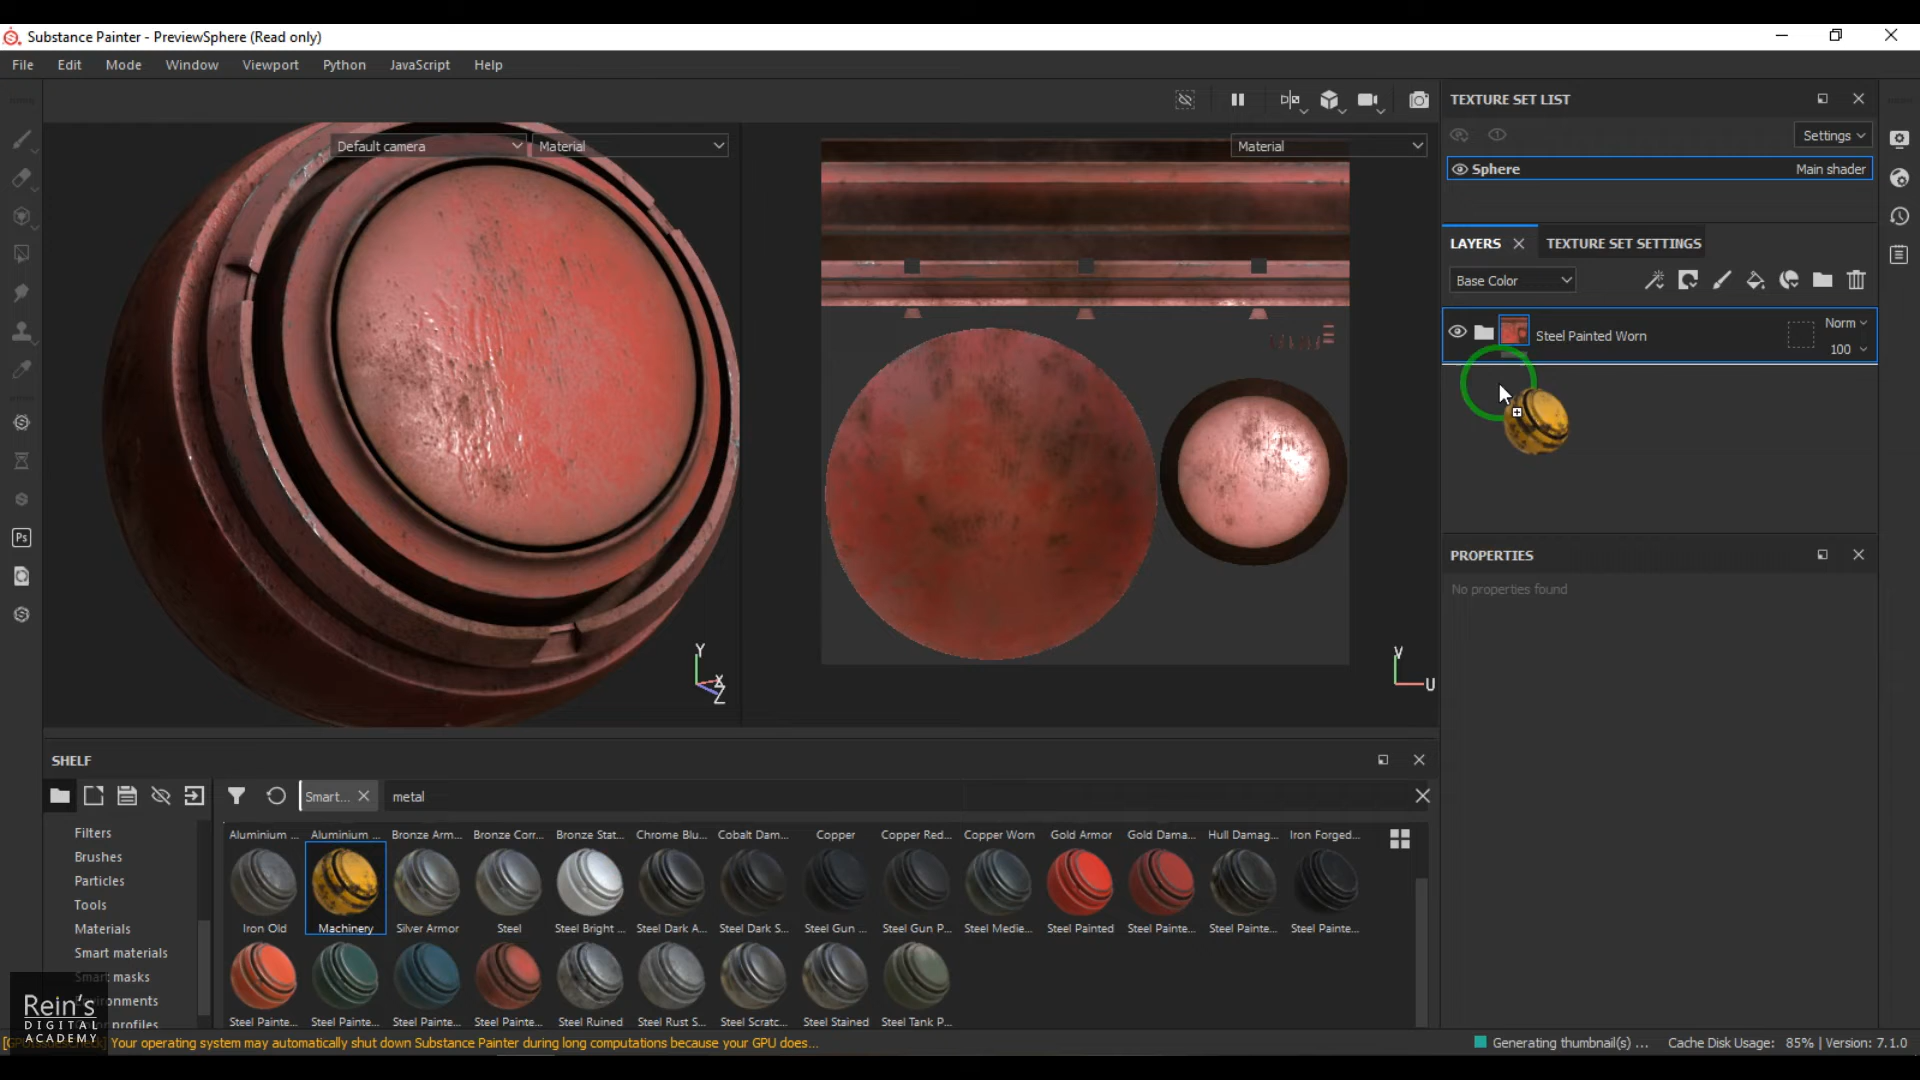 Substance Painter - PreviewSphere (Read only)
File Edit Mode Window Viewport Python JavaScript Help
Default camera
Material
Material
Y
X
Z
V
U
TEXTURE SET LIST
Settings
Sphere Main shader
LAYERS TEXTURE SET SETTINGS
Base Color
Steel Painted Worn
Norm
100
PROPERTIES
No properties found
SHELF
Smart... metal
Filters
Brushes
Particles
Tools
Materials
Smart materials
Smart masks
Aluminium ... Aluminium ... Bronze Arm... Bronze Corr... Bronze Stat... Chrome Blu... Cobalt Dam... Copper Copper Red... Copper Worn Gold Armor Gold Dama... Hull Damag... Iron Forged...
Iron Old Machinery Silver Armor Steel Steel Bright ... Steel Dark A... Steel Dark S... Steel Gun ... Steel Gun P... Steel Medie... Steel Painted Steel Painte... Steel Painte... Steel Painte...
Steel Painte... Steel Painte... Steel Painte... Steel Painte... Steel Ruined Steel Rust S... Steel Scratc... Steel Stained Steel Tank P...
Rein's
DIGITAL
ACADEMY
Ps
Your operating system may automatically shut down Substance Painter during long computations because your GPU does...
Generating thumbnail(s) ... Cache Disk Usage: 85% | Version: 7.1.0